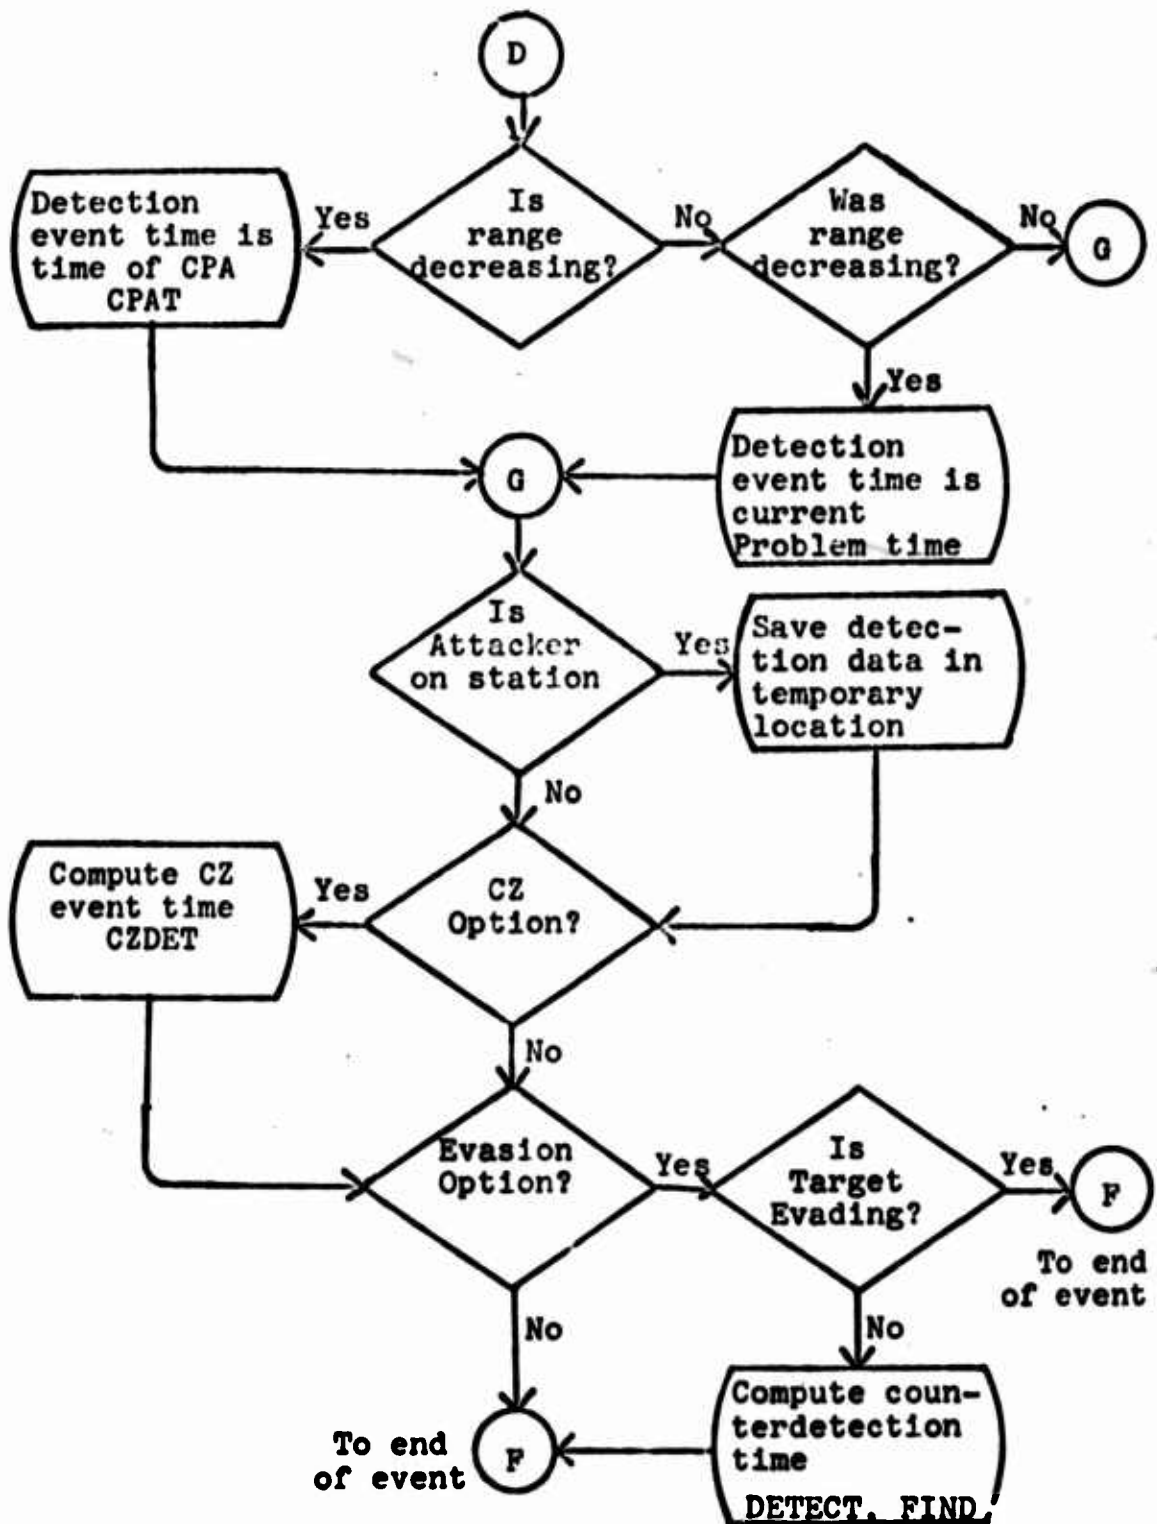 D
Detection
event time is
time of CPA
CPAT
Yes
Is
range
decreasing?
No
Was
range
decreasing?
No
G
Yes
Detection
event time is
current
Problem time
G
Is
Attacker
on station
Yes
Save detec-
tion data in
temporary
location
No
Compute CZ
event time
CZDET
Yes
CZ
Option?
No
Evasion
Option?
Yes
Is
Target
Evading?
Yes
F
To end
of event
No
No
Compute coun-
terdetection
time
DETECT. FIND
To end
of event
F